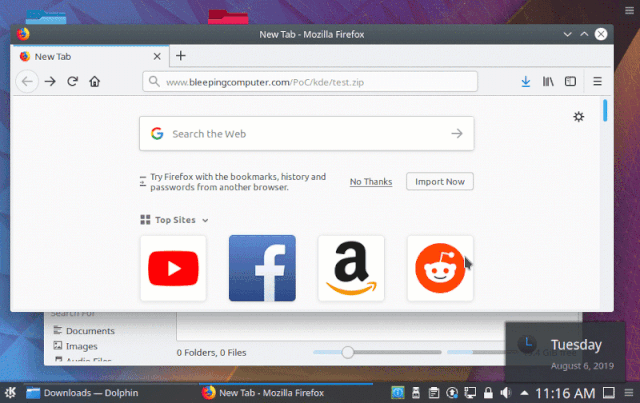 New Tab - Mozilla Firefox
New Tab
www.bleepingcomputer.com/PoC/kde/test.zip
Search the Web
Try Firefox with the bookmarks, history and
passwords from another browser.
No Thanks
Import Now
Top Sites
Search For
Documents
Images
Audio Files
0 Folders, 0 Files
Tuesday
August 6, 2019
Downloads — Dolphin
New Tab - Mozilla Firefox
11:16 AM